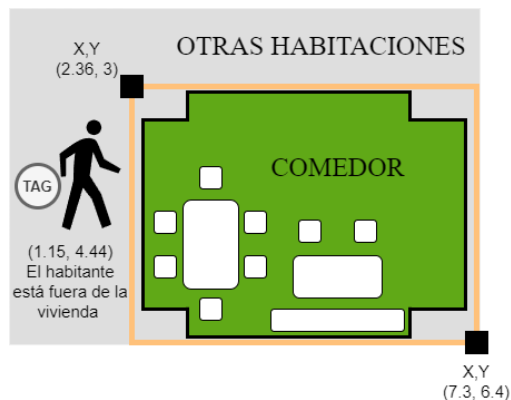 X,Y
(2.36, 3)
OTRAS HABITACIONES
COMEDOR
TAG
(1.15, 4.44)
El habitante
está fuera de la
vivienda
X,Y
(7.3, 6.4)